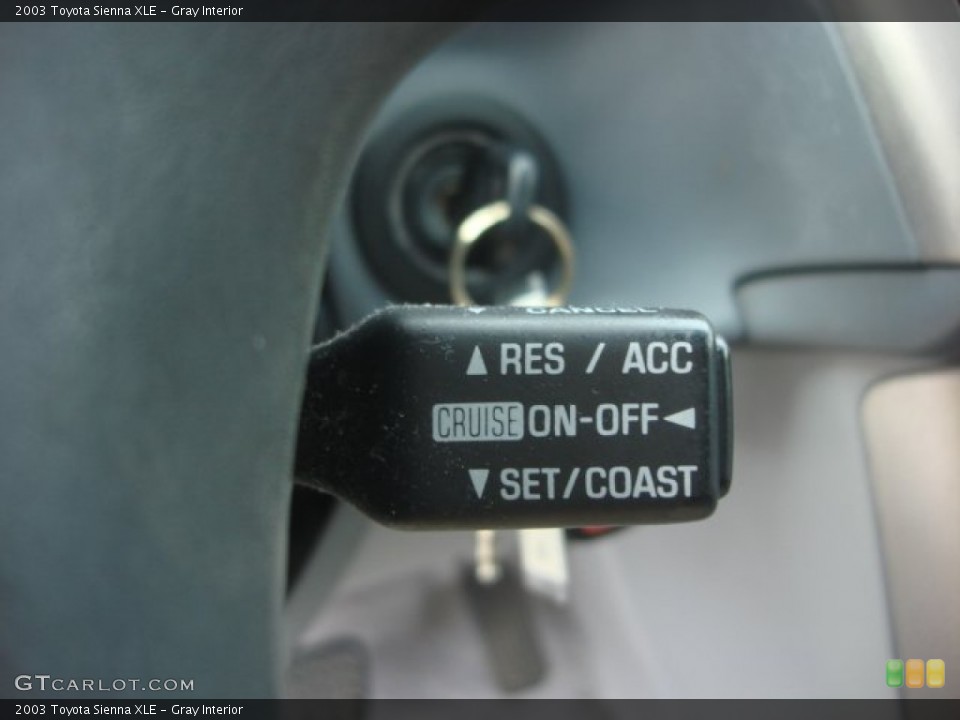 2003 Toyota Sienna XLE - Gray Interior
CANCEL
▲ RES / ACC
CRUISE ON-OFF ◄
▼ SET/COAST
GTCARLOT.COM
2003 Toyota Sienna XLE - Gray Interior